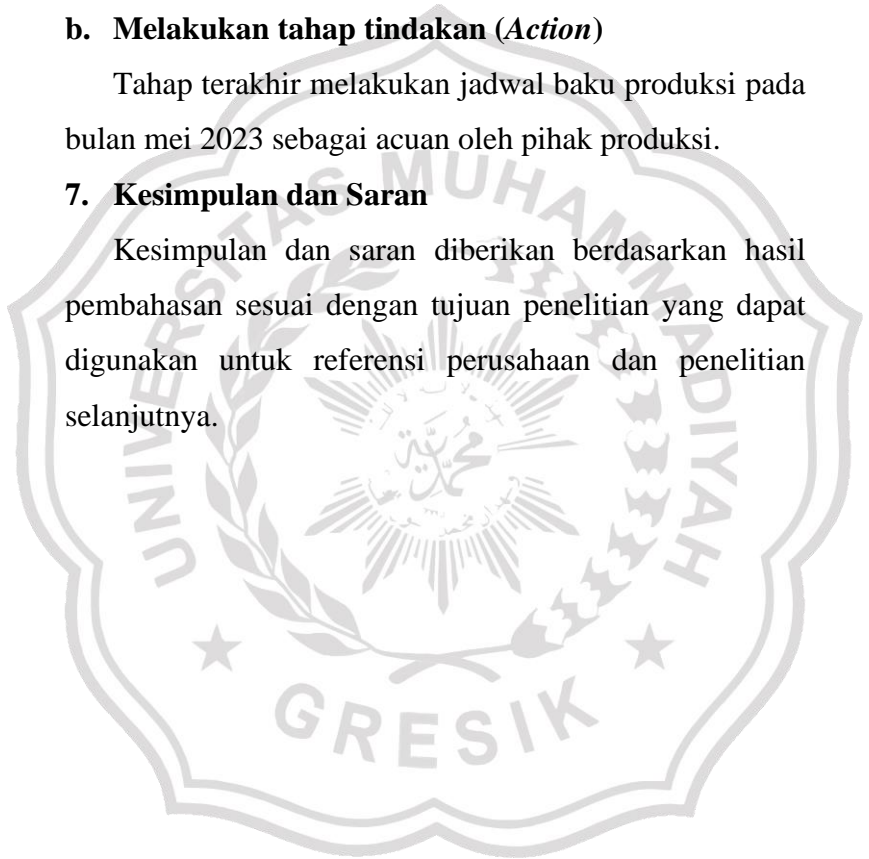 b. Melakukan tahap tindakan (Action)
Tahap terakhir melakukan jadwal baku produksi pada
bulan mei 2023 sebagai acuan oleh pihak produksi.
7. Kesimpulan dan Saran
Kesimpulan dan saran diberikan berdasarkan hasil
pembahasan sesuai dengan tujuan penelitian yang dapat
digunakan untuk referensi perusahaan dan penelitian
selanjutnya.
UNIVERSITAS MUHAMMADIYAH
GRESIK